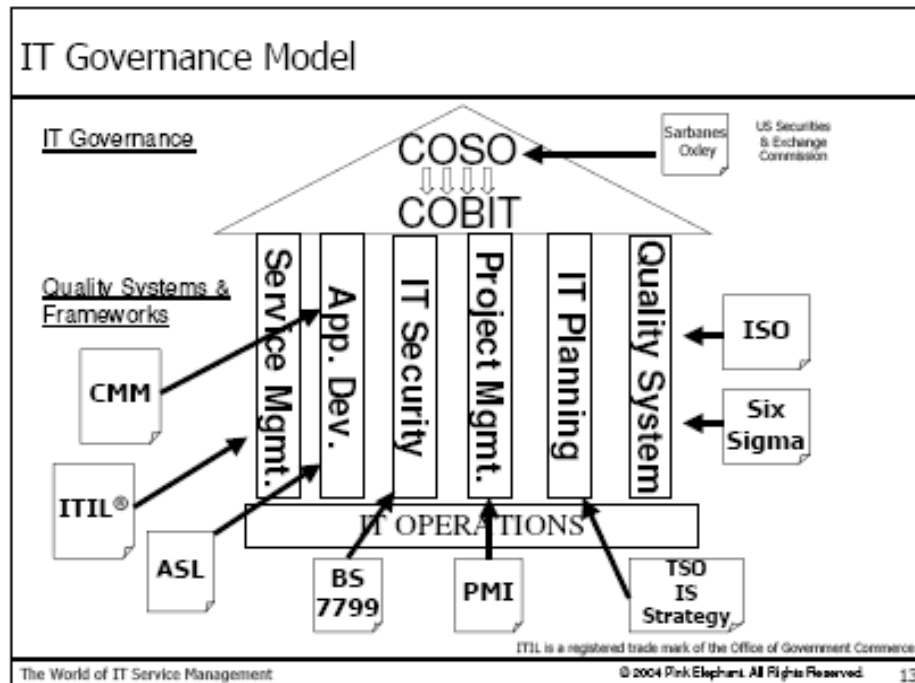 IT Governance Model
IT Governance
COSO
COBIT
Sarbanes
Oxley
US Securities
& Exchange
Commission
Quality Systems &
Frameworks
Service Mgmt.
App. Dev.
IT Security
Project Mgmt.
IT Planning
Quality System
CMM
ITIL®
ASL
BS
7799
PMI
TSO
IS
Strategy
ISO
Six
Sigma
IT OPERATIONS
ITIL is a registered trade mark of the Office of Government Commerce
The World of IT Service Management
© 2004 Pink Elephant. All Rights Reserved.
13